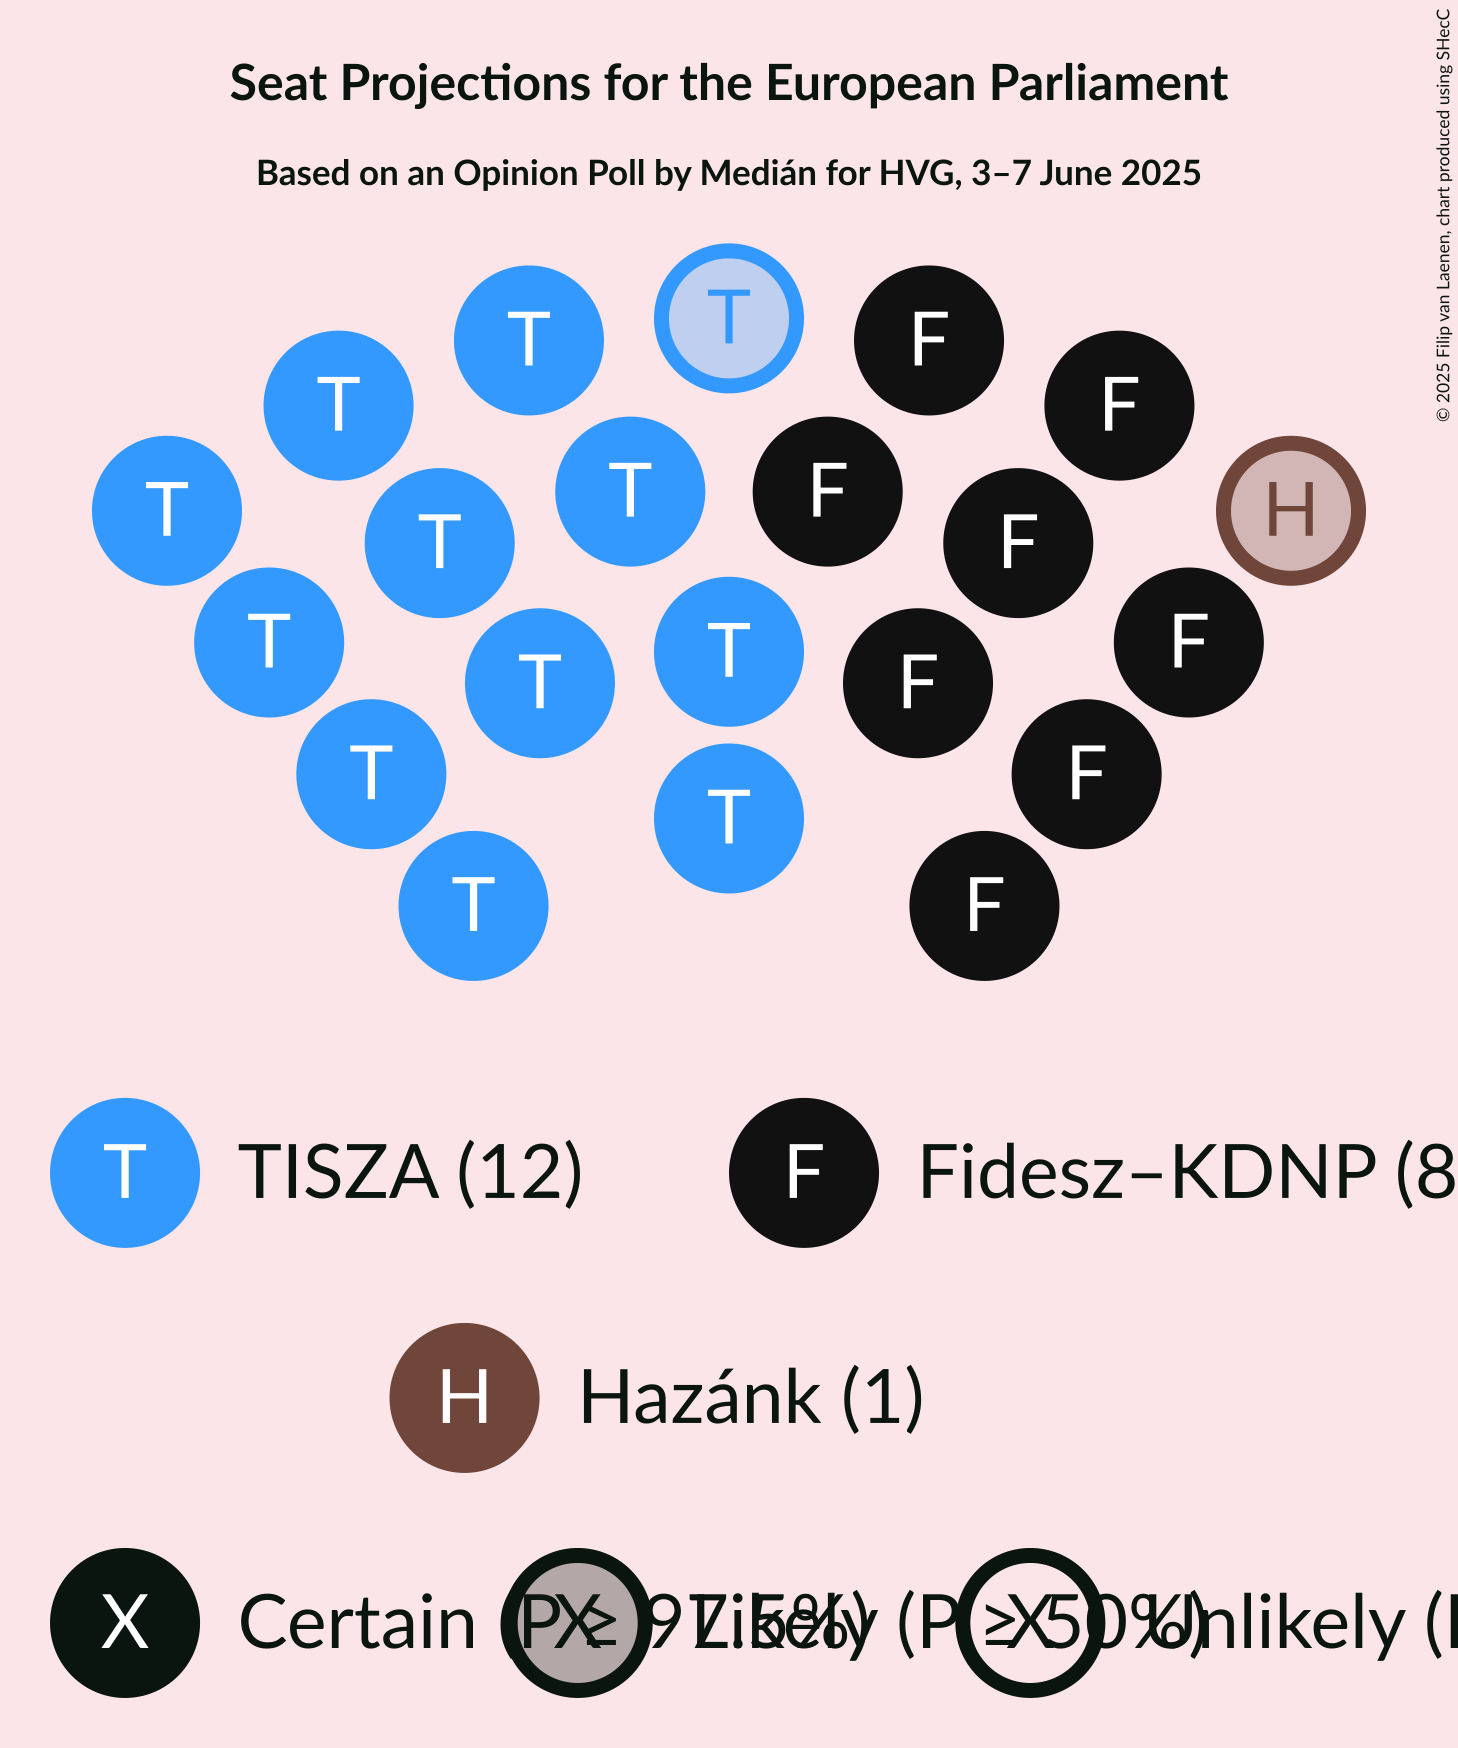 Seat Projections for the European Parliament
Based on an Opinion Poll by Medián for HVG, 3–7 June 2025
© 2025 Filip van Laenen, chart produced using SHecC
T
T F
T F
T H
T F
T F
T F
T T F
T F
T
T F
TISZA (12)
Fidesz–KDNP (8
Hazánk (1)
X Certain (P ≥ 97.5%) X Likely (P ≥ 50%) X Unlikely (